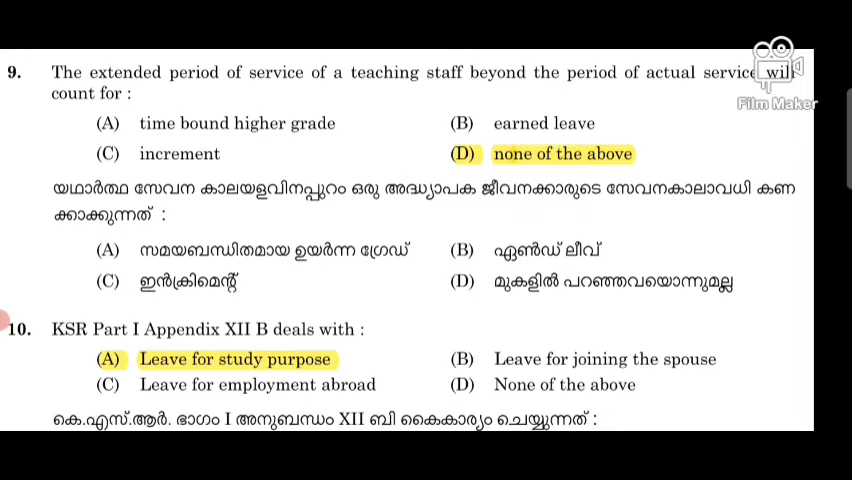 Film Maker
9. The extended period of service of a teaching staff beyond the period of actual service will
count for :
(A) time bound higher grade (B) earned leave
(C) increment (D) none of the above
യഥാർത്ഥ സേവന കാലയളവിനപ്പുറം ഒരു അദ്ധ്യാപക ജീവനക്കാരുടെ സേവനകാലാവധി കണ
ക്കാക്കുന്നത് :
(A) സമയബന്ധിതമായ ഉയർന്ന ഗ്രേഡ് (B) ഏൺഡ് ലീവ്
(C) ഇൻക്രിമെന്റ് (D) മുകളിൽ പറഞ്ഞവയൊന്നുമല്ല
10. KSR Part I Appendix XII B deals with :
(A) Leave for study purpose (B) Leave for joining the spouse
(C) Leave for employment abroad (D) None of the above
കെ.എസ്.ആർ. ഭാഗം I അനുബന്ധം XII ബി കൈകാര്യം ചെയ്യുന്നത് :